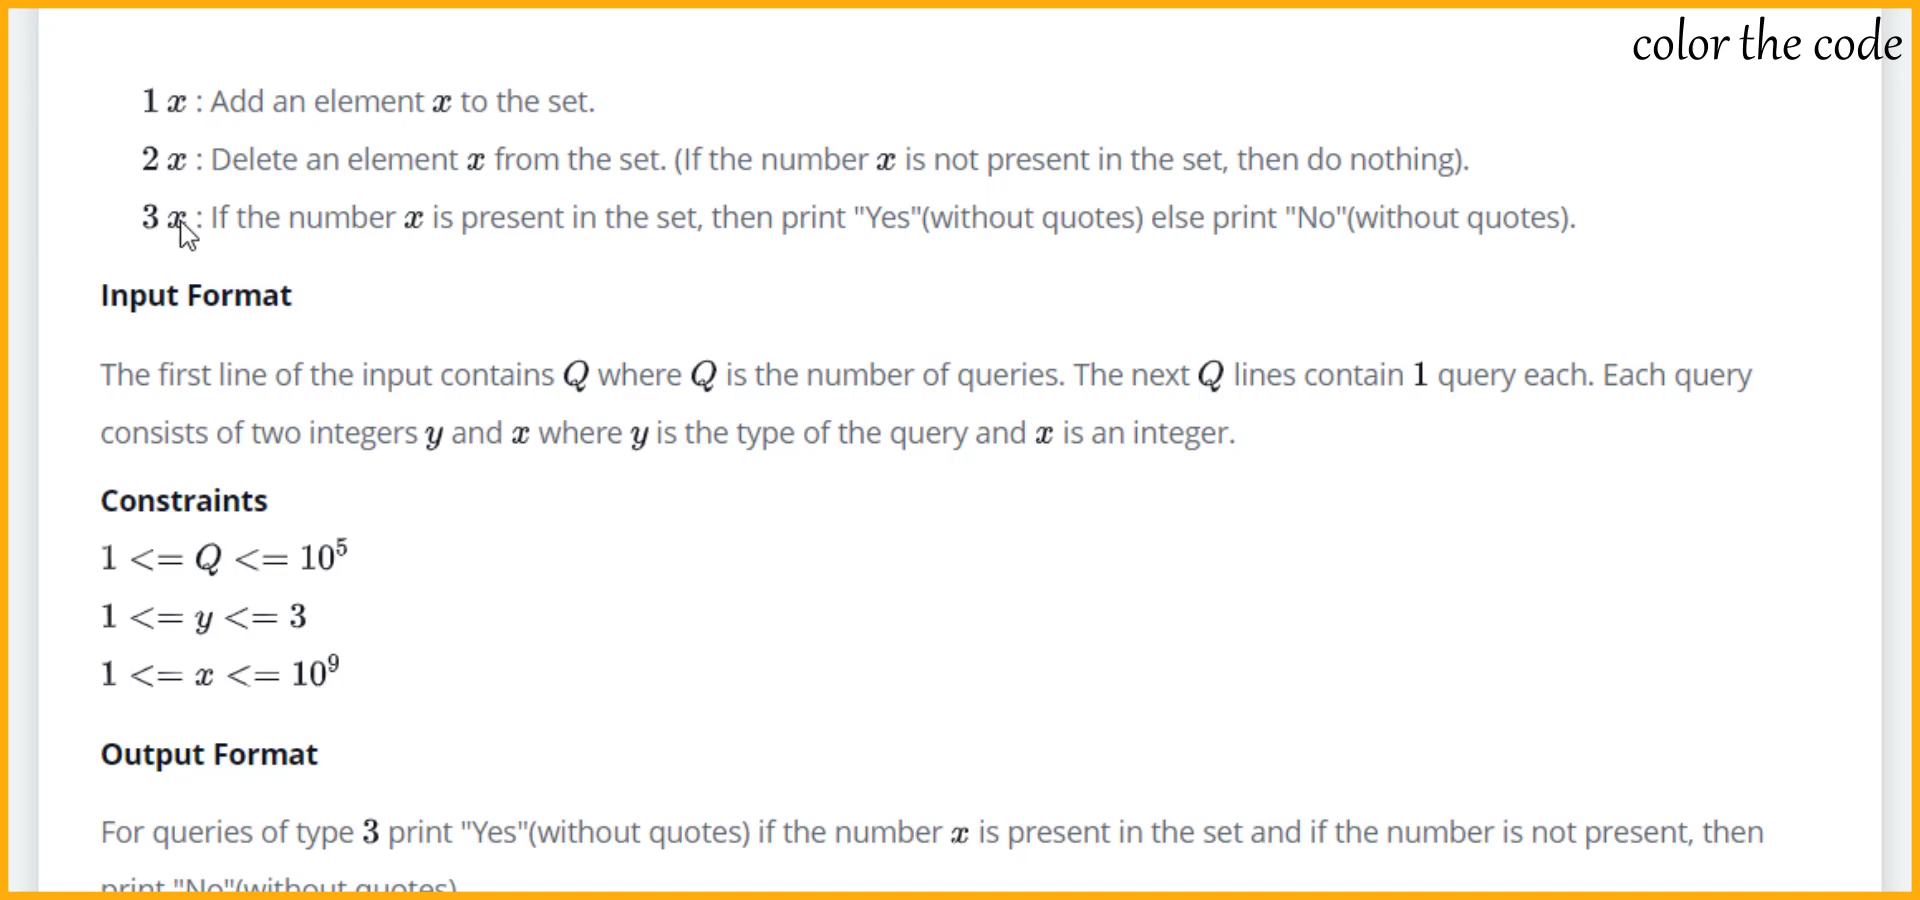 color the code
1 x : Add an element x to the set.
2 x : Delete an element x from the set. (If the number x is not present in the set, then do nothing).
3 x : If the number x is present in the set, then print "Yes"(without quotes) else print "No"(without quotes).
Input Format
The first line of the input contains Q where Q is the number of queries. The next Q lines contain 1 query each. Each query
consists of two integers y and x where y is the type of the query and x is an integer.
Constraints
1 <= Q <= 10⁵
1 <= y <= 3
1 <= x <= 10⁹
Output Format
For queries of type 3 print "Yes"(without quotes) if the number x is present in the set and if the number is not present, then
print "No"(without quotes)